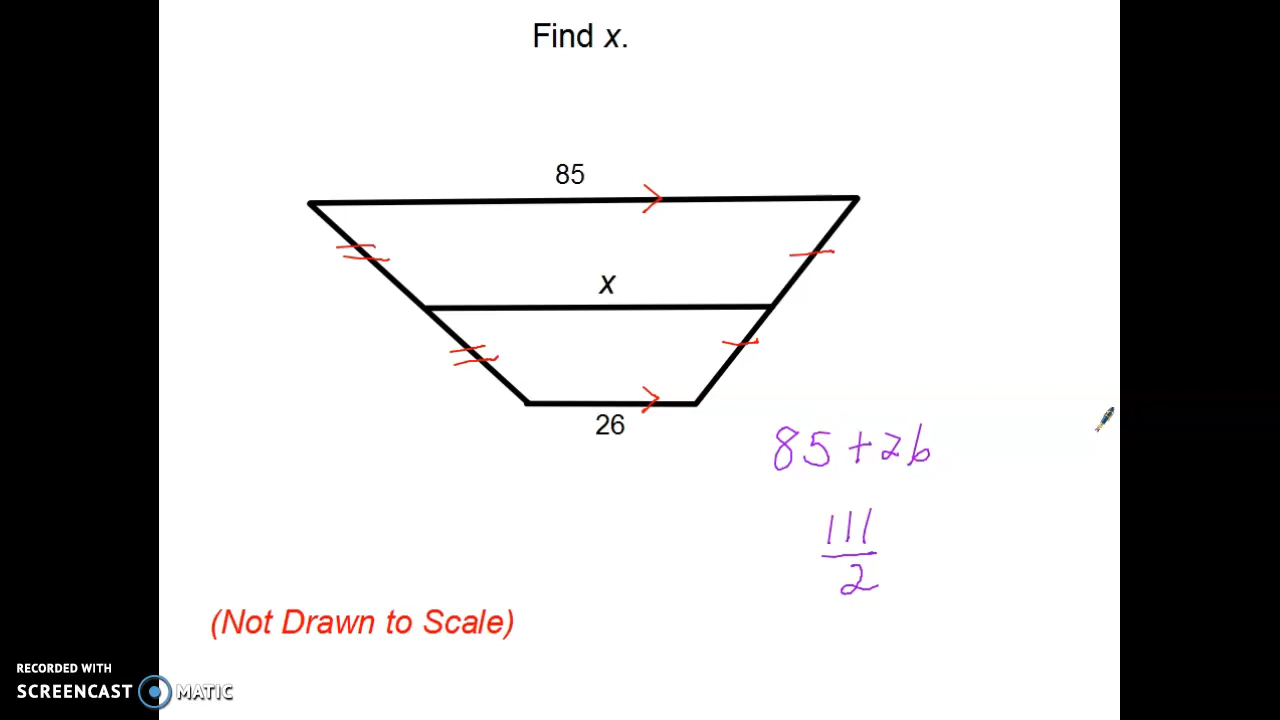 Find x.
85
x
26
85+26
111
2
(Not Drawn to Scale)
RECORDED WITH
SCREENCAST MATIC